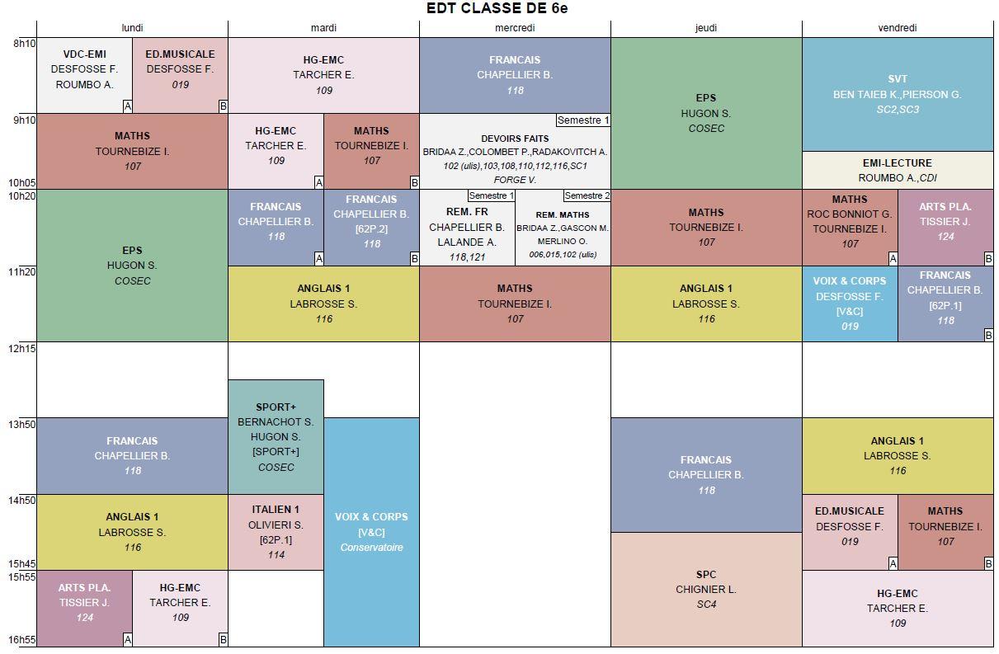 EDT CLASSE DE 6e
lundi
mardi
mercredi
jeudi
vendredi
8h10
9h10
10h05
10h20
11h20
12h15
13h50
14h50
15h45
15h55
16h55
VDC-EMI
DESFOSSE F.
ROUMBO A.
A
ED.MUSICALE
DESFOSSE F.
019
B
MATHS
TOURNEBIZE I.
107
EPS
HUGON S.
COSEC
FRANCAIS
CHAPELLIER B.
118
ANGLAIS 1
LABROSSE S.
116
ARTS PLA.
TISSIER J.
124
A
HG-EMC
TARCHER E.
109
B
HG-EMC
TARCHER E.
109
HG-EMC
TARCHER E.
109
A
MATHS
TOURNEBIZE I.
107
B
FRANCAIS
CHAPELLIER B.
118
A
FRANCAIS
CHAPELLIER B.
[62P.2]
118
B
ANGLAIS 1
LABROSSE S.
116
SPORT+
BERNACHOT S.
HUGON S.
[SPORT+]
COSEC
ITALIEN 1
OLIVIERI S.
[62P.1]
114
VOIX & CORPS
[V&C]
Conservatoire
FRANCAIS
CHAPELLIER B.
118
Semestre 1
DEVOIRS FAITS
BRIDAA Z.,COLOMBET P.,RADAKOVITCH A.
102 (ulis),103,108,110,112,116,SC1
FORGE V.
Semestre 1
REM. FR
CHAPELLIER B.
LALANDE A.
118,121
Semestre 2
REM. MATHS
BRIDAA Z.,GASCON M.
MERLINO O.
006,015,102 (ulis)
MATHS
TOURNEBIZE I.
107
EPS
HUGON S.
COSEC
MATHS
TOURNEBIZE I.
107
ANGLAIS 1
LABROSSE S.
116
FRANCAIS
CHAPELLIER B.
118
SPC
CHIGNIER L.
SC4
SVT
BEN TAIEB K.,PIERSON G.
SC2,SC3
EMI-LECTURE
ROUMBO A.,CDI
MATHS
ROC BONNIOT G.
TOURNEBIZE I.
107
A
ARTS PLA.
TISSIER J.
124
B
VOIX & CORPS
DESFOSSE F.
[V&C]
019
FRANCAIS
CHAPELLIER B.
[62P.1]
118
B
ANGLAIS 1
LABROSSE S.
116
ED.MUSICALE
DESFOSSE F.
019
A
MATHS
TOURNEBIZE I.
107
B
HG-EMC
TARCHER E.
109